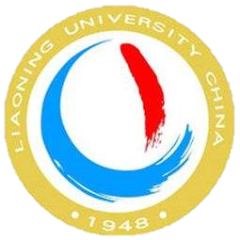 LIAONING UNIVERSITY CHINA
• 1948 •